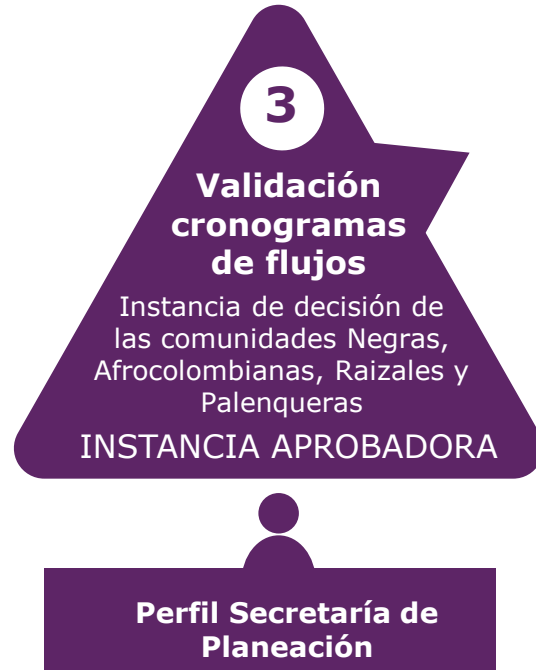 3
Validación
cronogramas
de flujos
Instancia de decisión de
las comunidades Negras,
Afrocolombianas, Raizales y
Palenqueras
INSTANCIA APROBADORA
Perfil Secretaría de
Planeación